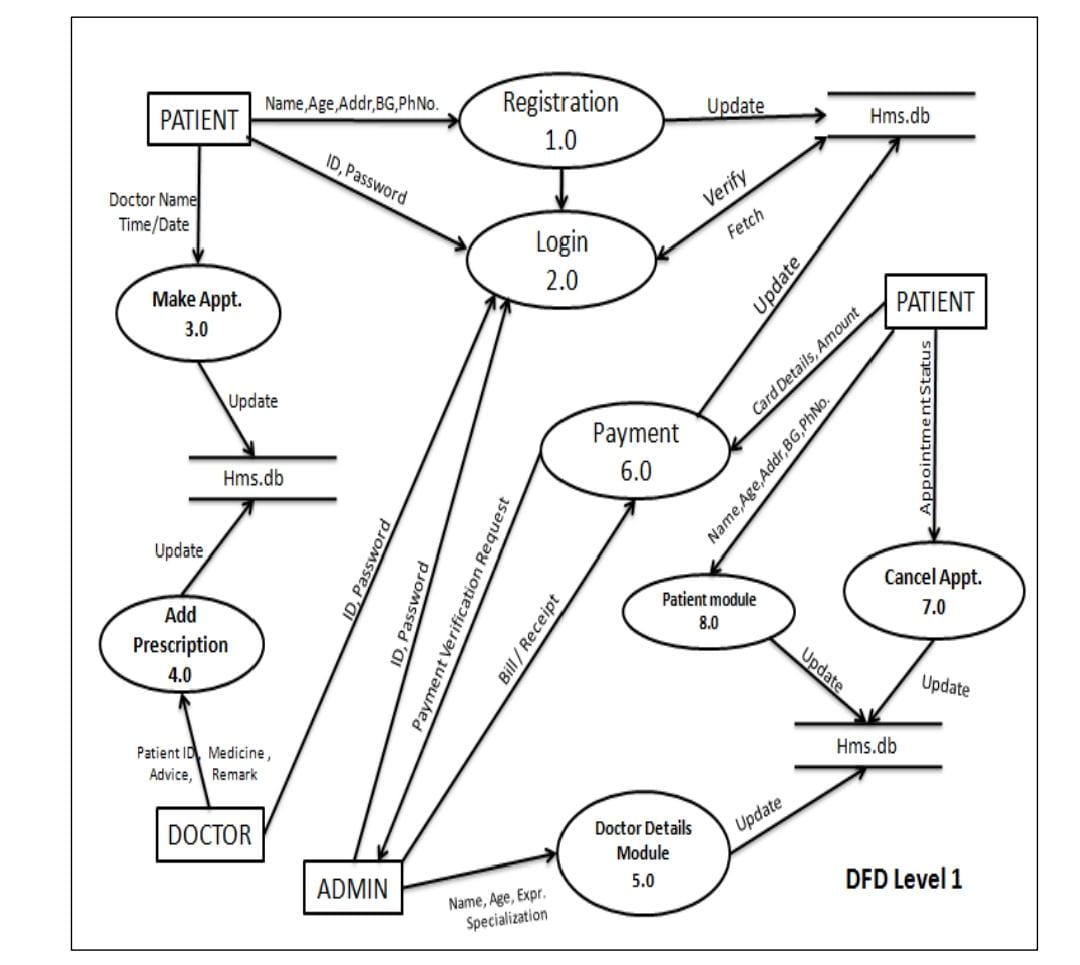 PATIENT
Name,Age,Addr,BG,PhNo.
Registration
1.0
Update
Hms.db
ID, Password
Verify
Fetch
Doctor Name
Time/Date
Login
2.0
Make Appt.
3.0
Update
PATIENT
Card Details, Amount
Appointment Status
Name,Age,Addr,BG,PhNo.
Update
Hms.db
Payment
6.0
Update
Add
Prescription
4.0
ID, Password
ID, Password
Payment Verification Request
Bill / Receipt
Patient module
8.0
Cancel Appt.
7.0
Update
Update
Hms.db
Patient ID, Medicine ,
Advice, Remark
DOCTOR
ADMIN
Name, Age, Expr.
Specialization
Doctor Details
Module
5.0
Update
DFD Level 1